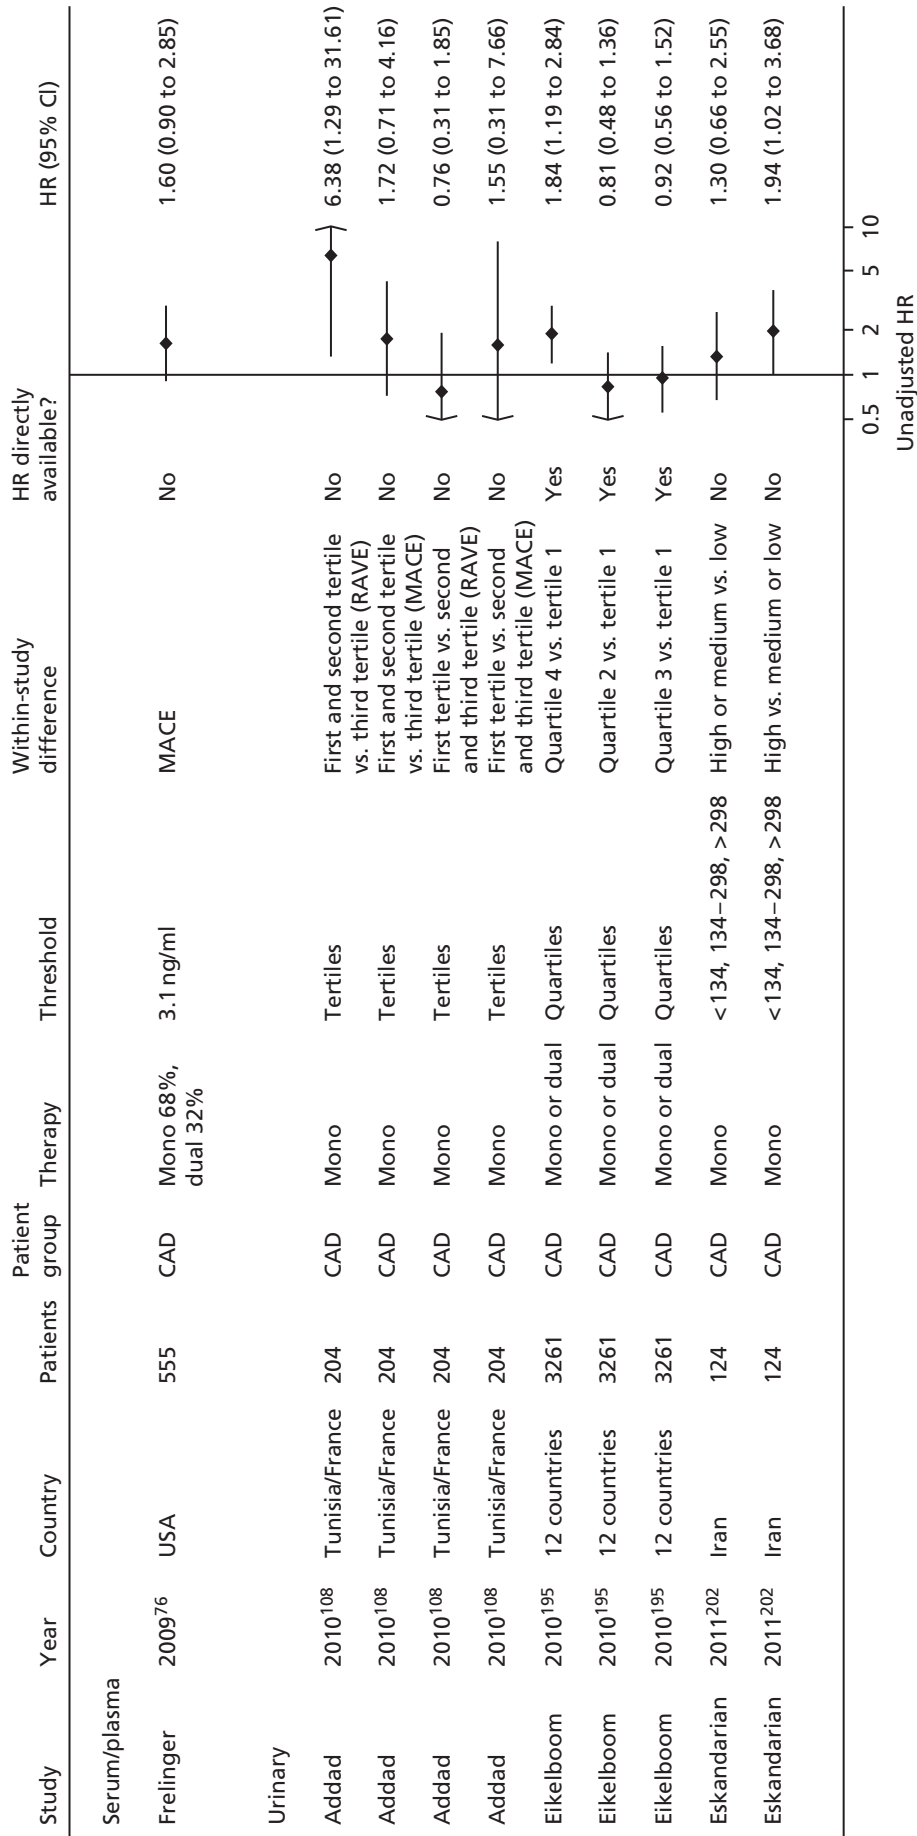 Study Year Country Patients Patient group Therapy Threshold Within-study difference HR directly available? HR (95% CI)
Serum/plasma
Frelinger 2009⁷⁶ USA 555 CAD Mono 68%, dual 32% 3.1 ng/ml MACE No 1.60 (0.90 to 2.85)
Urinary
Addad 2010¹⁰⁸ Tunisia/France 204 CAD Mono Tertiles First and second tertile vs. third tertile (RAVE) No 6.38 (1.29 to 31.61)
Addad 2010¹⁰⁸ Tunisia/France 204 CAD Mono Tertiles First and second tertile vs. third tertile (MACE) No 1.72 (0.71 to 4.16)
Addad 2010¹⁰⁸ Tunisia/France 204 CAD Mono Tertiles First tertile vs. second and third tertile (RAVE) No 0.76 (0.31 to 1.85)
Addad 2010¹⁰⁸ Tunisia/France 204 CAD Mono Tertiles First tertile vs. second and third tertile (MACE) No 1.55 (0.31 to 7.66)
Eikelboom 2010¹⁹⁵ 12 countries 3261 CAD Mono or dual Quartiles Quartile 4 vs. tertile 1 Yes 1.84 (1.19 to 2.84)
Eikelboom 2010¹⁹⁵ 12 countries 3261 CAD Mono or dual Quartiles Quartile 2 vs. tertile 1 Yes 0.81 (0.48 to 1.36)
Eikelboom 2010¹⁹⁵ 12 countries 3261 CAD Mono or dual Quartiles Quartile 3 vs. tertile 1 Yes 0.92 (0.56 to 1.52)
Eskandarian 2011²⁰² Iran 124 CAD Mono <134, 134–298, >298 High or medium vs. low No 1.30 (0.66 to 2.55)
Eskandarian 2011²⁰² Iran 124 CAD Mono <134, 134–298, >298 High vs. medium or low No 1.94 (1.02 to 3.68)
0.5 1 2 5 10
Unadjusted HR